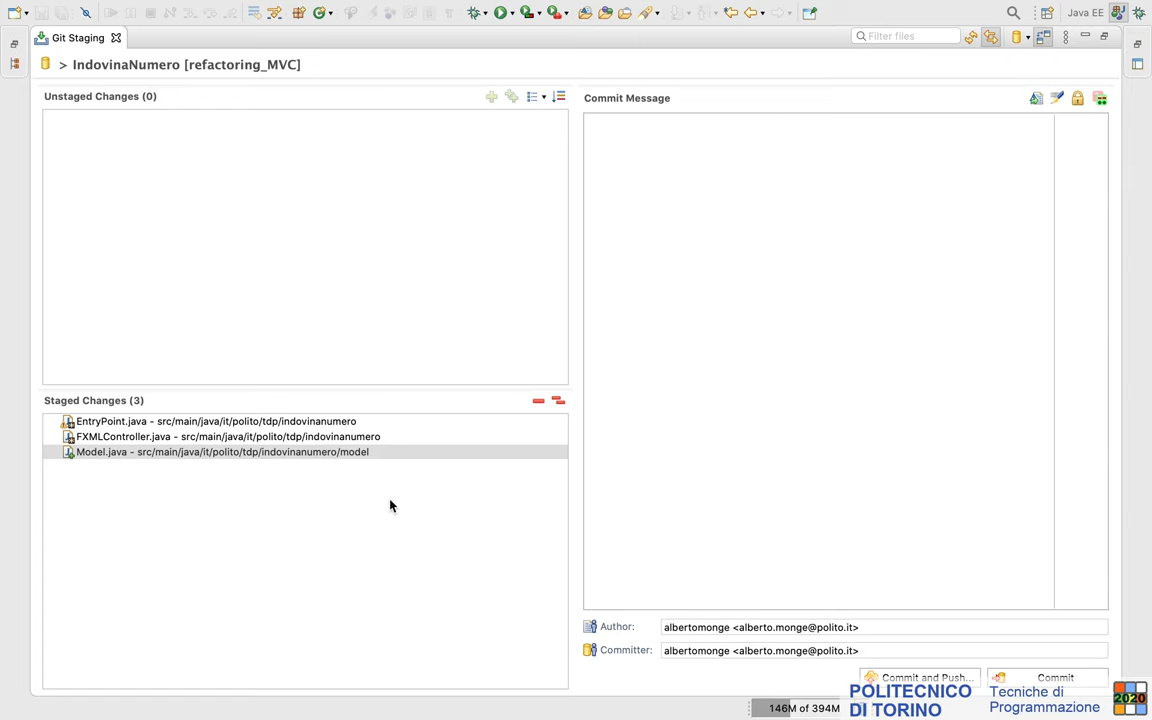 Java EE
Git Staging
Filter files
> IndovinaNumero [refactoring_MVC]
Unstaged Changes (0)
Commit Message
Staged Changes (3)
EntryPoint.java - src/main/java/it/polito/tdp/indovinanumero
FXMLController.java - src/main/java/it/polito/tdp/indovinanumero
Model.java - src/main/java/it/polito/tdp/indovinanumero/model
Author:
albertomonge <alberto.monge@polito.it>
Committer:
albertomonge <alberto.monge@polito.it>
Commit and Push...
Commit
146M of 394M
POLITECNICO
DI TORINO
Tecniche di
Programmazione
2020